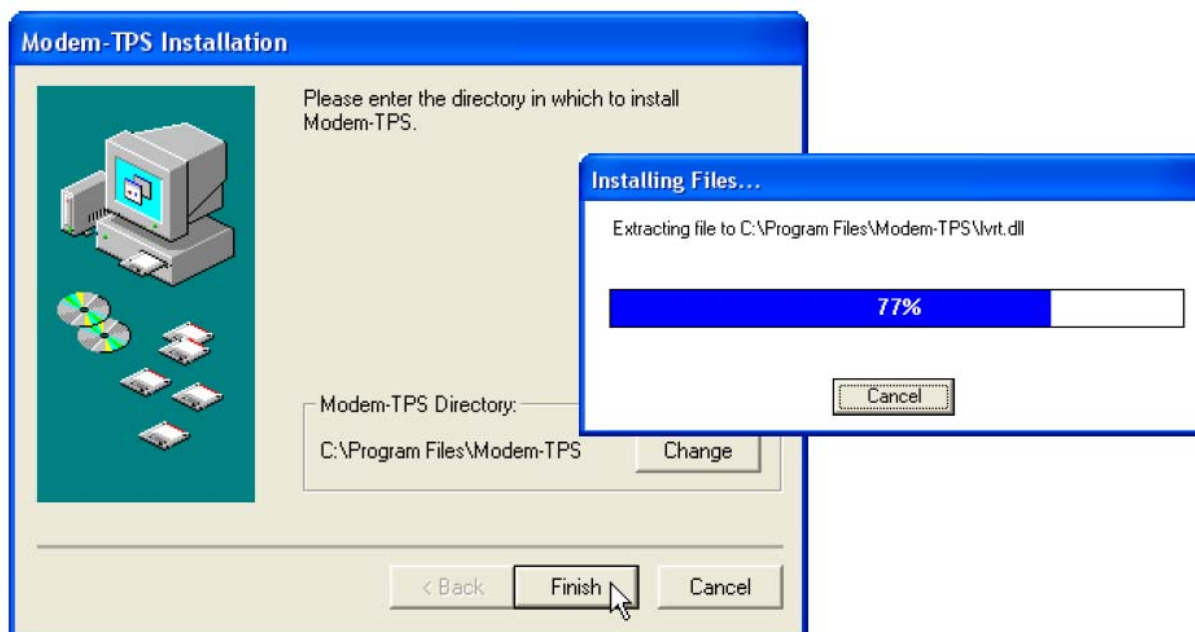 Modem-TPS Installation
Please enter the directory in which to install
Modem-TPS.
Modem-TPS Directory:
C:\Program Files\Modem-TPS
Change
< Back
Finish
Cancel
Installing Files...
Extracting file to C:\Program Files\Modem-TPS\lvrt.dll
77%
Cancel